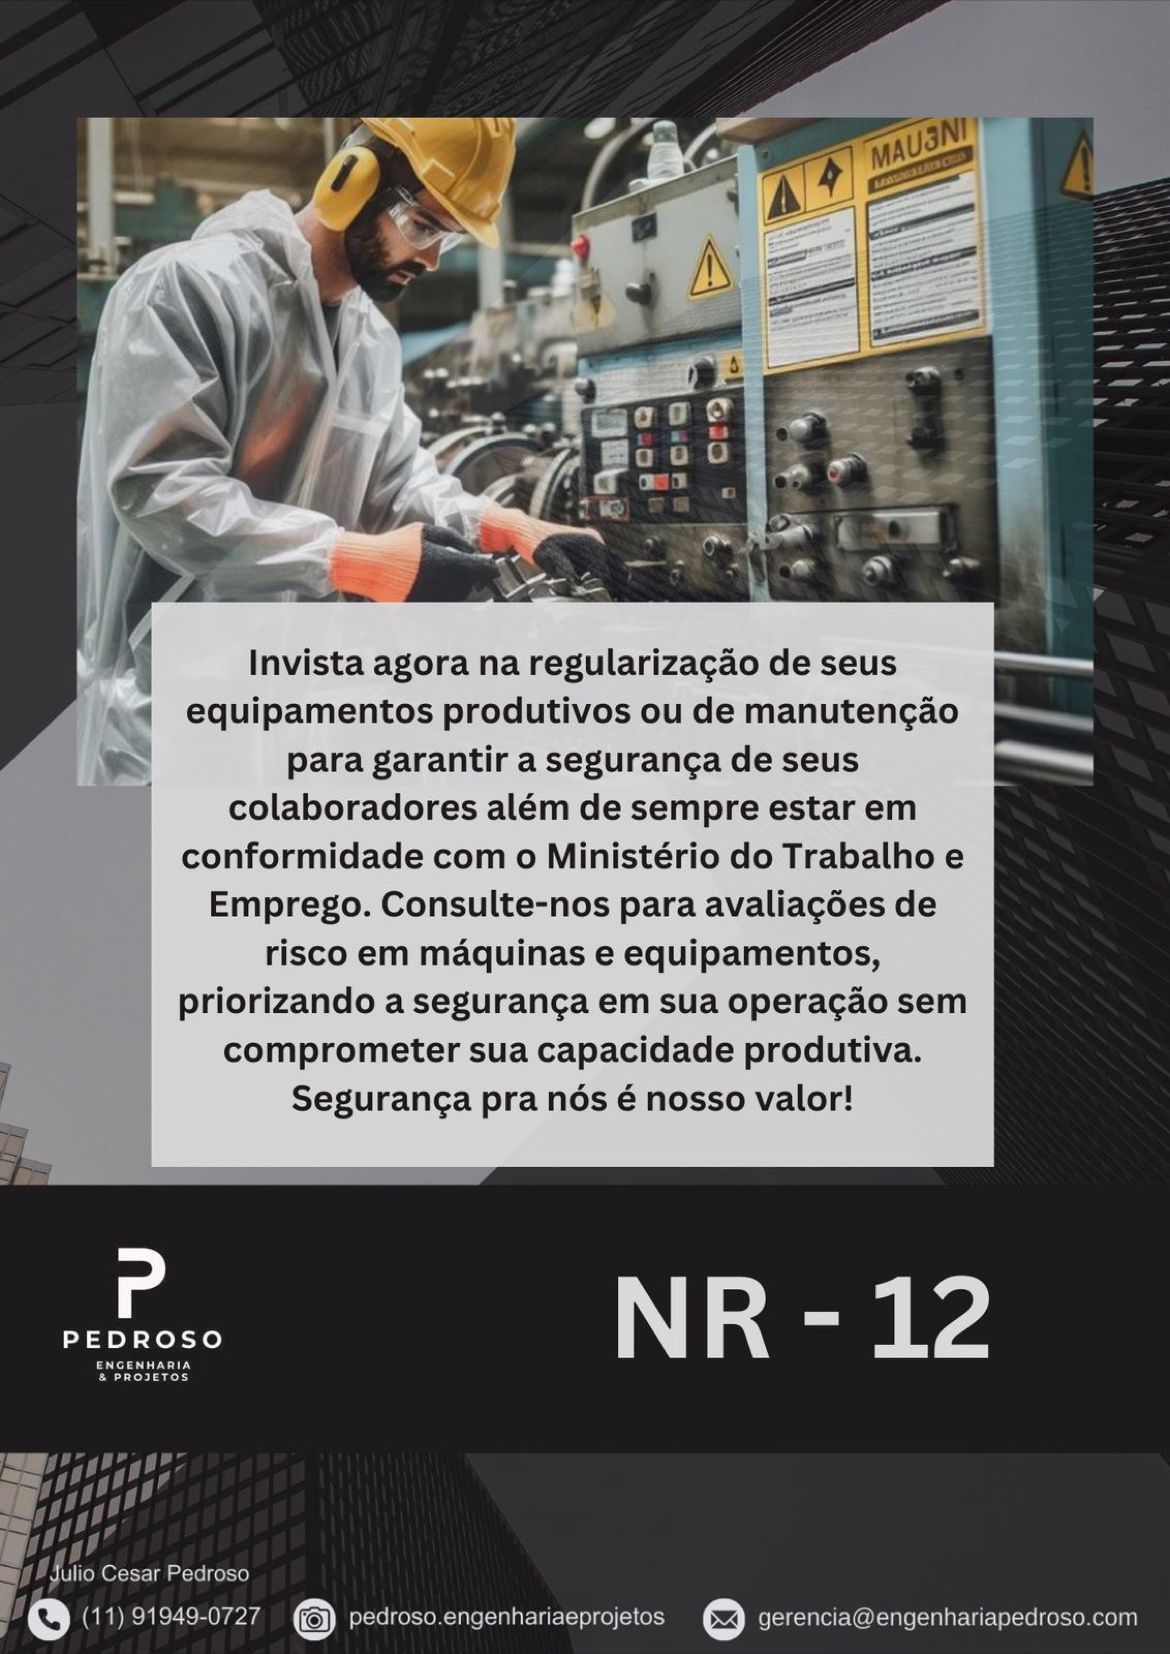 MAU3NI
Invista agora na regularização de seus
equipamentos produtivos ou de manutenção
para garantir a segurança de seus
colaboradores além de sempre estar em
conformidade com o Ministério do Trabalho e
Emprego. Consulte-nos para avaliações de
risco em máquinas e equipamentos,
priorizando a segurança em sua operação sem
comprometer sua capacidade produtiva.
Segurança pra nós é nosso valor!
P
PEDROSO
ENGENHARIA
& PROJETOS
NR - 12
Julio Cesar Pedroso
(11) 91949-0727
pedroso.engenhariaeprojetos
gerencia@engenhariapedroso.com